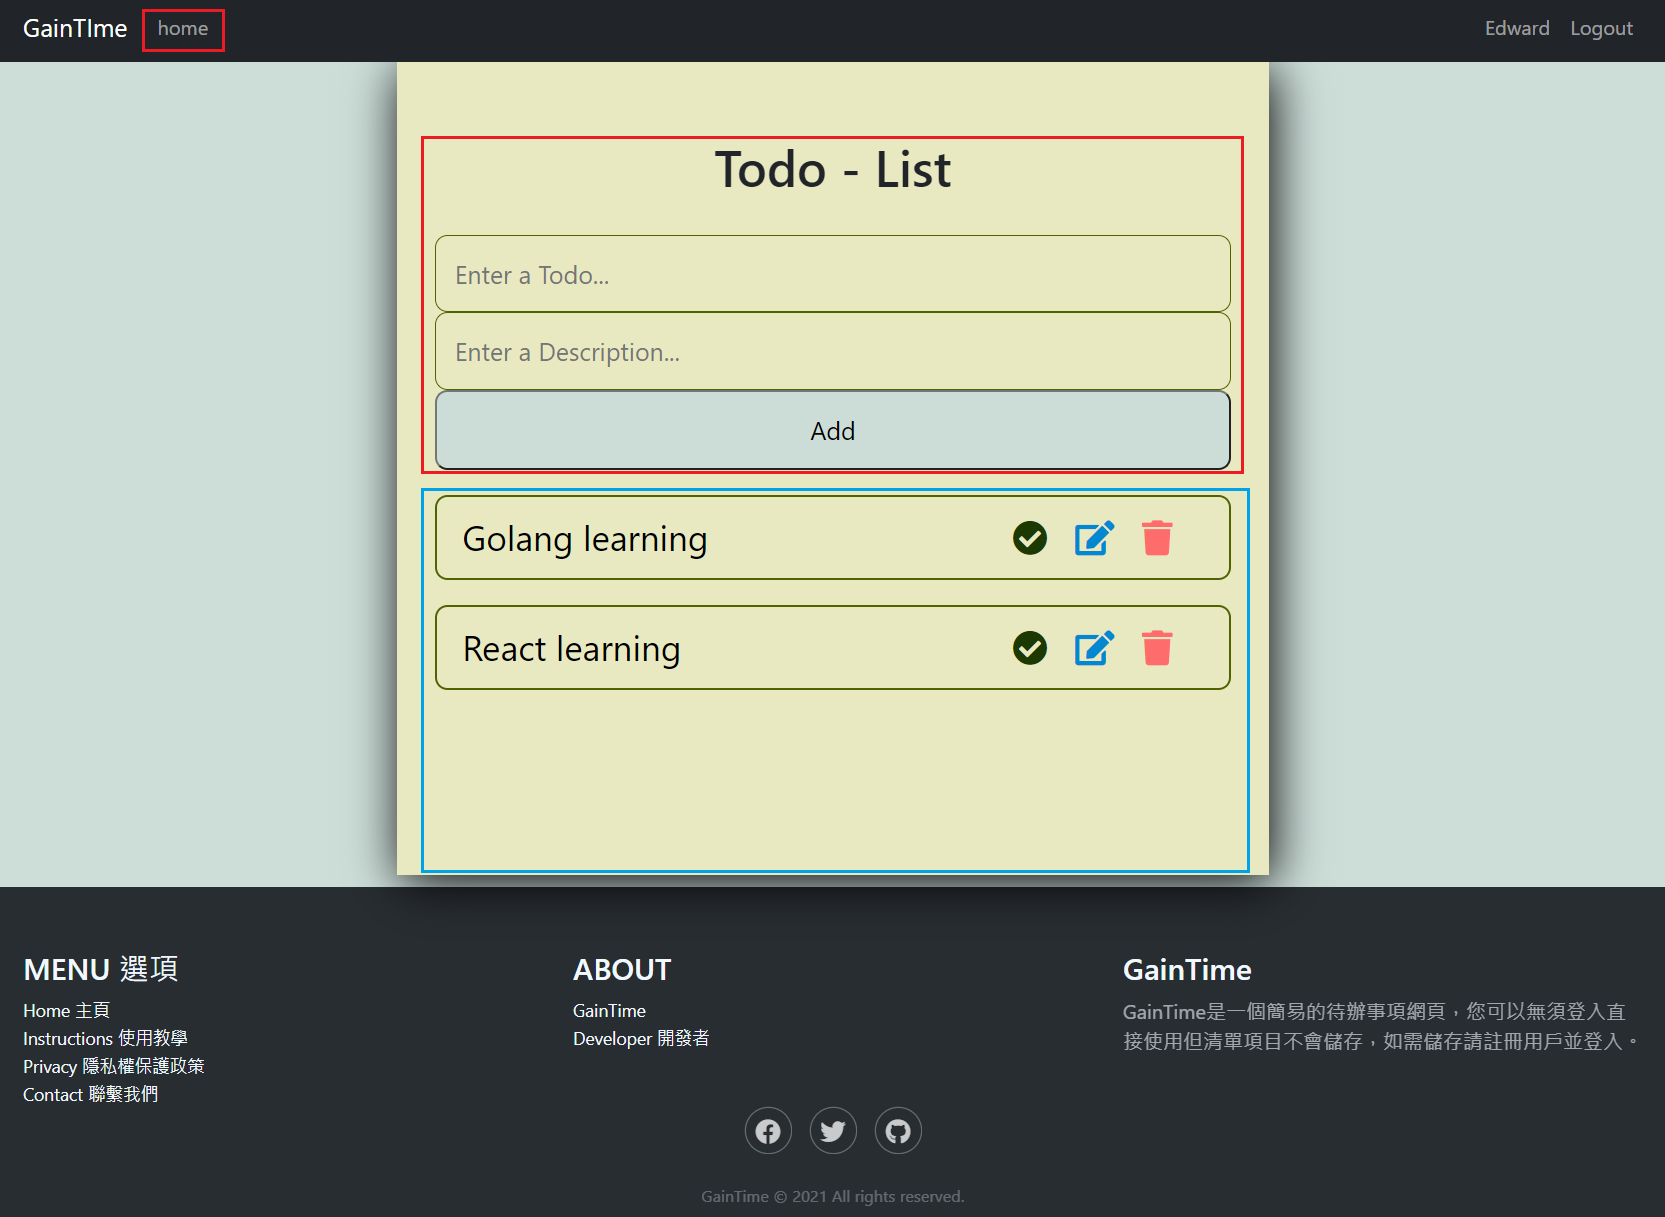 GainTIme home Edward Logout
Todo - List
Enter a Todo...
Enter a Description...
Add
Golang learning
React learning
MENU 選項
Home 主頁
Instructions 使用教學
Privacy 隱私權保護政策
Contact 聯繫我們
ABOUT
GainTime
Developer 開發者
GainTime
GainTime是一個簡易的待辦事項網頁，您可以無須登入直
接使用但清單項目不會儲存，如需儲存請註冊用戶並登入。
GainTime © 2021 All rights reserved.